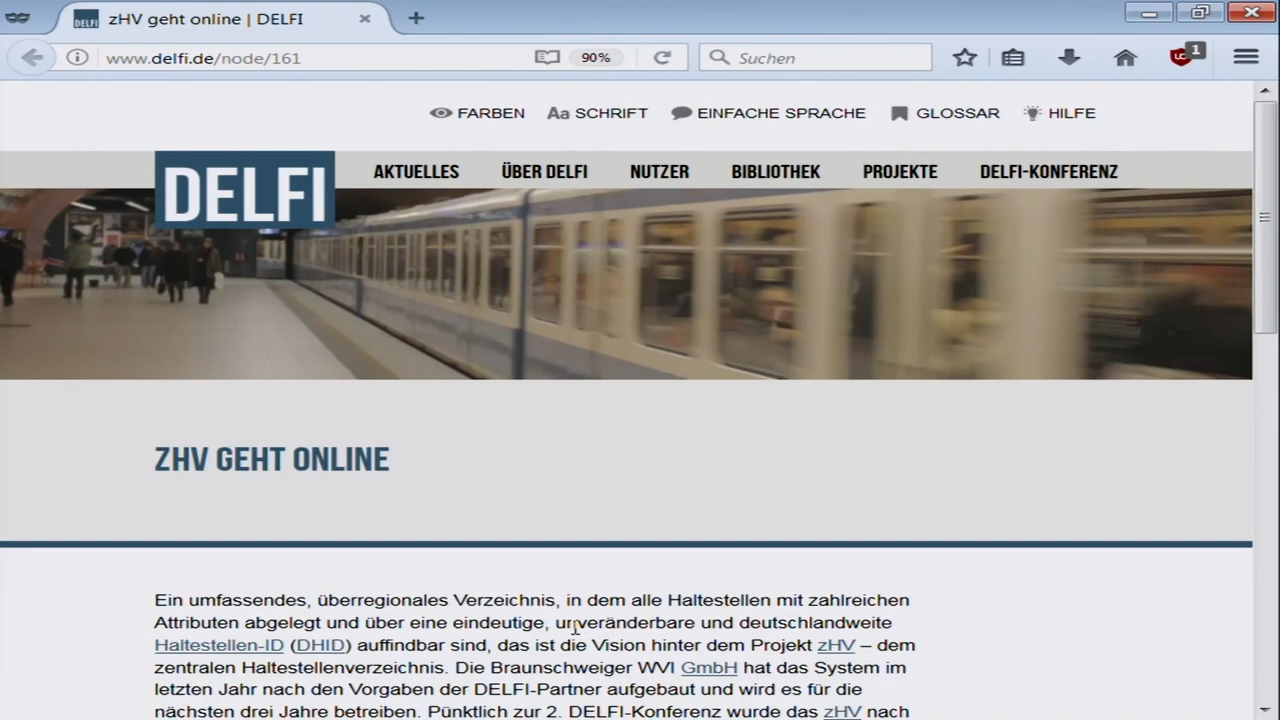 zHV geht online | DELFI
www.delfi.de/node/161
90%
Suchen
1
FARBEN
Aa SCHRIFT
EINFACHE SPRACHE
GLOSSAR
HILFE
DELFI
AKTUELLES
ÜBER DELFI
NUTZER
BIBLIOTHEK
PROJEKTE
DELFI-KONFERENZ
ZHV GEHT ONLINE
Ein umfassendes, überregionales Verzeichnis, in dem alle Haltestellen mit zahlreichen
Attributen abgelegt und über eine eindeutige, unveränderbare und deutschlandweite
Haltestellen-ID (DHID) auffindbar sind, das ist die Vision hinter dem Projekt zHV – dem
zentralen Haltestellenverzeichnis. Die Braunschweiger WVI GmbH hat das System im
letzten Jahr nach den Vorgaben der DELFI-Partner aufgebaut und wird es für die
nächsten drei Jahre betreiben. Pünktlich zur 2. DELFI-Konferenz wurde das zHV nach